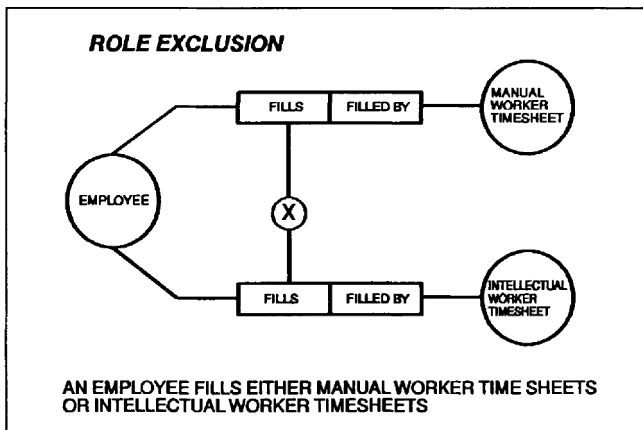 ROLE EXCLUSION
FILLS
FILLED BY
MANUAL
WORKER
TIMESHEET
EMPLOYEE
X
FILLS
FILLED BY
INTELLECTUAL
WORKER
TIMESHEET
AN EMPLOYEE FILLS EITHER MANUAL WORKER TIME SHEETS
OR INTELLECTUAL WORKER TIMESHEETS